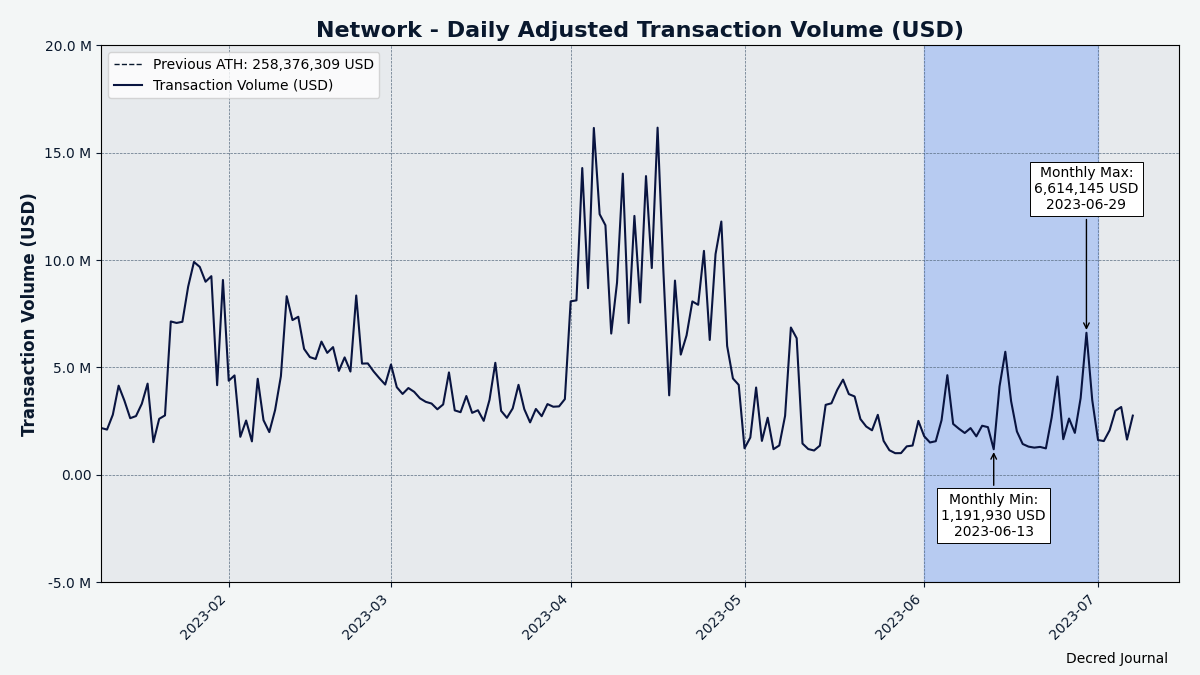 Network - Daily Adjusted Transaction Volume (USD)
Transaction Volume (USD)
20.0 M
15.0 M
10.0 M
5.0 M
0.00
-5.0 M
Previous ATH: 258,376,309 USD
Transaction Volume (USD)
Monthly Max:
6,614,145 USD
2023-06-29
Monthly Min:
1,191,930 USD
2023-06-13
2023-02
2023-03
2023-04
2023-05
2023-06
2023-07
Decred Journal